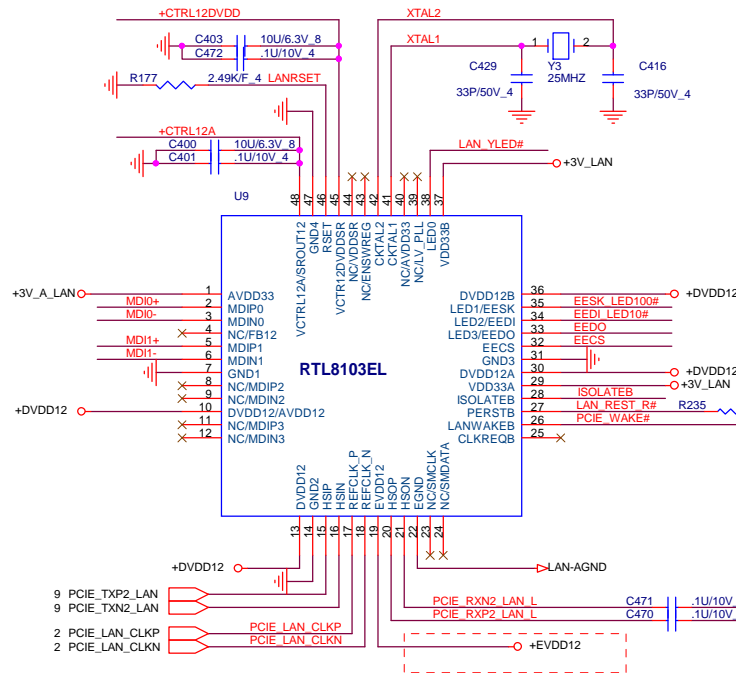 +CTRL12DVDD
XTAL2
C403 10U/6.3V_8
C472 .1U/10V_4
XTAL1
1 2
Y3
25MHZ
C429
C416
33P/50V_4
33P/50V_4
R177 2.49K/F_4 LANRSET
+CTRL12A
C400 10U/6.3V_8
C401 .1U/10V_4
LAN_YLED#
+3V_LAN
U9
48 47 46 45 44 43 42 41 40 39 38 37
VCTRL12A/SROUT12
GND4
RSET
VCTR12DVDDSR
NC/VDDSR
NC/ENSWREG
CKTAL2
CKTAL1
NC/AVDD33
NC/LV_PLL
LED0
VDD33B
+3V_A_LAN 1 AVDD33
MDI0+ 2 MDIP0
MDI0- 3 MDIN0
4 NC/FB12
MDI1+ 5 MDIP1
MDI1- 6 MDIN1
7 GND1
8 NC/MDIP2
9 NC/MDIN2
+DVDD12 10 DVDD12/AVDD12
11 NC/MDIP3
12 NC/MDIN3
RTL8103EL
DVDD12B 36 +DVDD12
LED1/EESK 35 EESK_LED100#
LED2/EEDI 34 EEDI_LED10#
LED3/EEDO 33 EEDO
EECS 32 EECS
GND3 31
DVDD12A 30 +DVDD12
VDD33A 29 +3V_LAN
ISOLATEB 28 ISOLATEB
PERSTB 27 LAN_REST_R# R235
LANWAKEB 26 PCIE_WAKE#
CLKREQB 25
DVDD12
GND2
HSIP
HSIN
REFCLK_P
REFCLK_N
EVDD12
HSOP
HSON
EGND
NC/SMCLK
NC/SMDATA
13 14 15 16 17 18 19 20 21 22 23 24
+DVDD12
LAN-AGND
9 PCIE_TXP2_LAN
9 PCIE_TXN2_LAN
PCIE_RXN2_LAN_L C471 .1U/10V_
PCIE_RXP2_LAN_L C470 .1U/10V_
2 PCIE_LAN_CLKP PCIE_LAN_CLKP
2 PCIE_LAN_CLKN PCIE_LAN_CLKN
+EVDD12